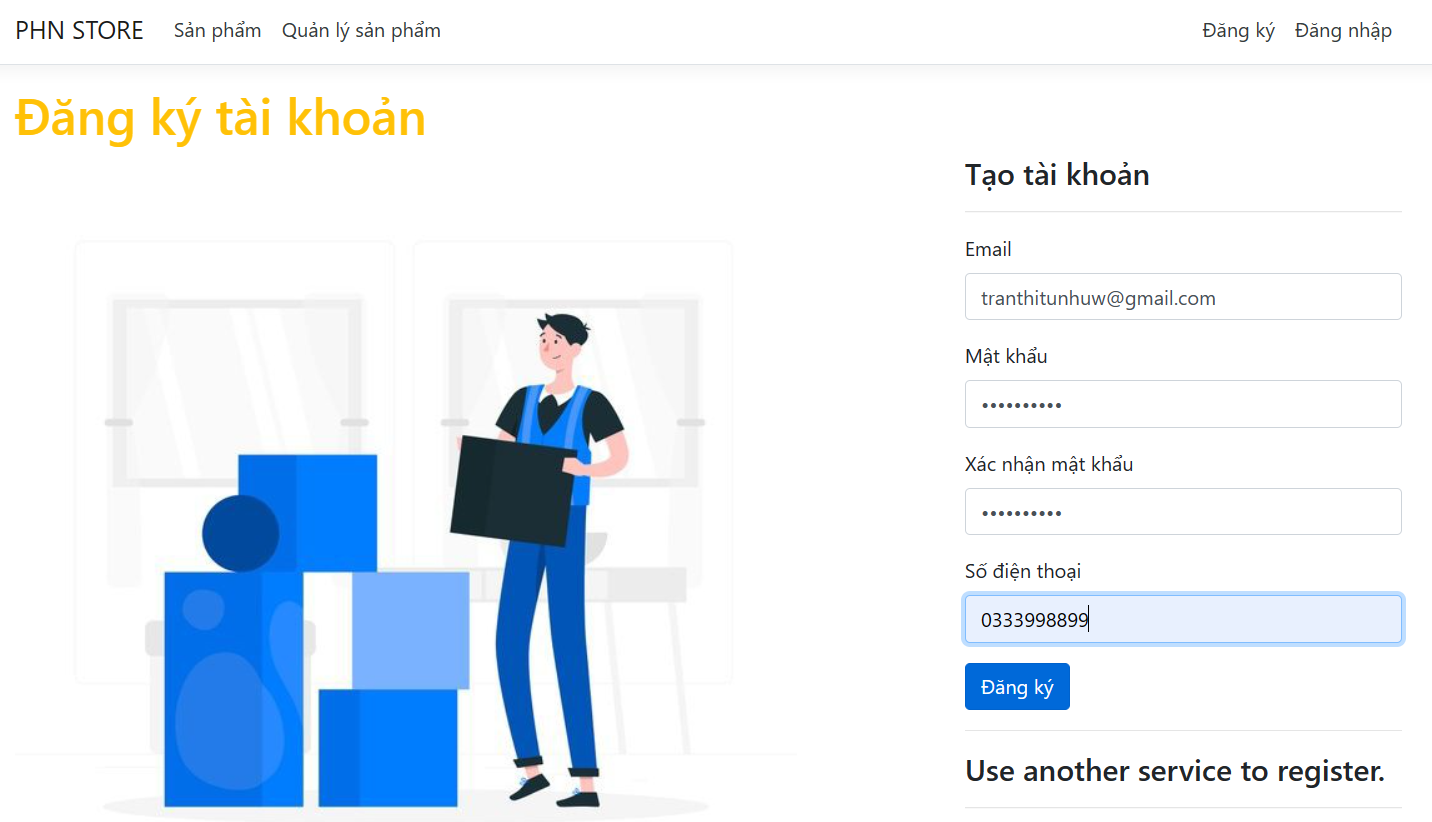 PHN STORE Sản phẩm Quản lý sản phẩm Đăng ký Đăng nhập
Đăng ký tài khoản
Tạo tài khoản
Email
tranthitunhuw@gmail.com
Mật khẩu
••••••••••
Xác nhận mật khẩu
••••••••••
Số điện thoại
0333998899
Đăng ký
Use another service to register.